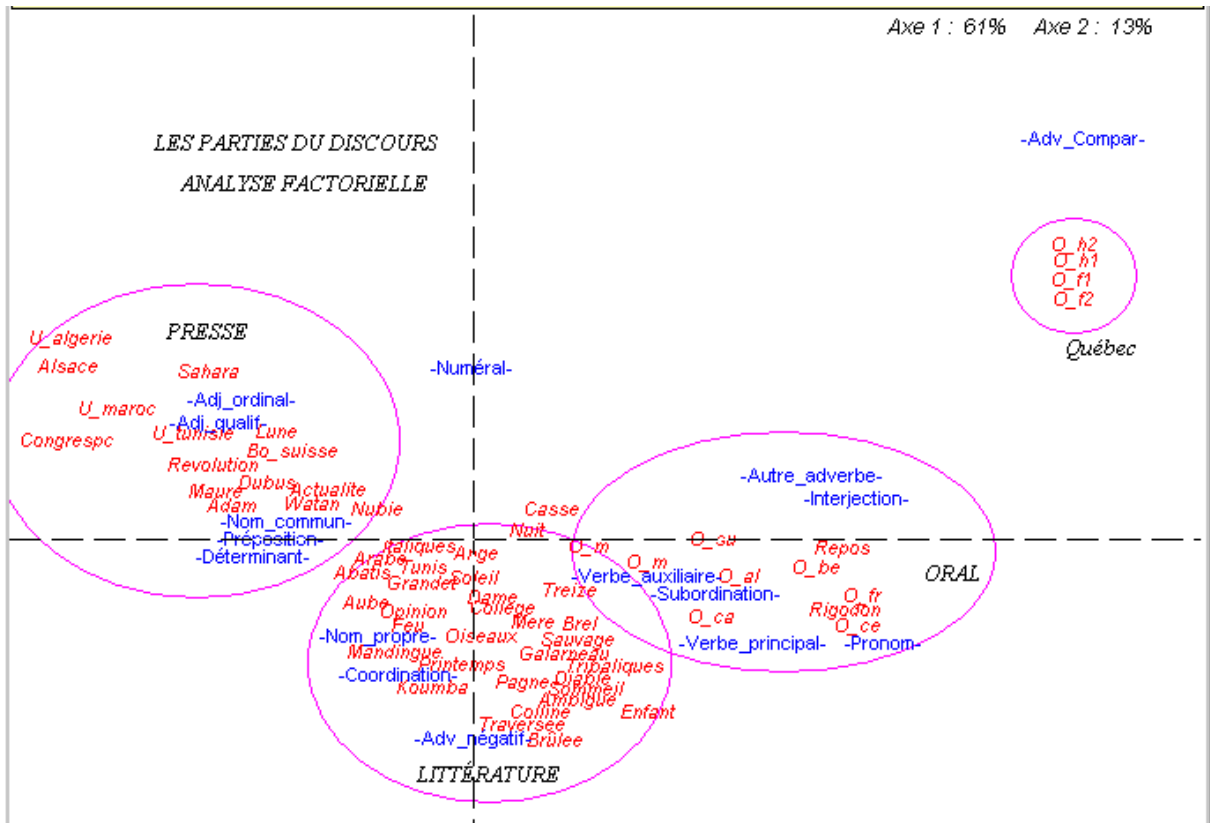 Axe 1 : 61% Axe 2 : 13%
LES PARTIES DU DISCOURS
-Adv_Compar-
ANALYSE FACTORIELLE
O_h2
O_h1
O_f1
O_f2
PRESSE
U_algerie
Québec
Alsace
Sahara
-Numéral-
-Adj_ordinal-
U_maroc
-Adj_qualif-
U_tunisie
Lune
Congrespc
Bo_suisse
Revolution
-Autre_adverbe-
Dubus
Maure
Actualite
-Interjection-
Adam
Watan
Nubie
Casse
-Nom_commun-
Nuit
-Préposition-
O_m
O_su
Repos
-Déterminant-
Arabe
Ange
Tunis
O_m
O_be
Abatis
Grandet
Soleil
-Verbe_auxiliaire-
O_al
ORAL
Treize
-Subordination-
Aube
Dame
O_fr
Opinion
College
Rigodon
Feu
Mere
Brel
O_ca
O_ce
-Nom_propre-
Oiseaux
Sauvage
-Verbe_principal-
-Pronom-
Mandingue
Galarneau
Printemps
Tribaliques
-Coordination-
Diable
Koumba
Pagne
Sommeil
Ambigue
Colline
Enfant
Traversee
-Adv_négatif-
Brûlee
LITTÉRATURE